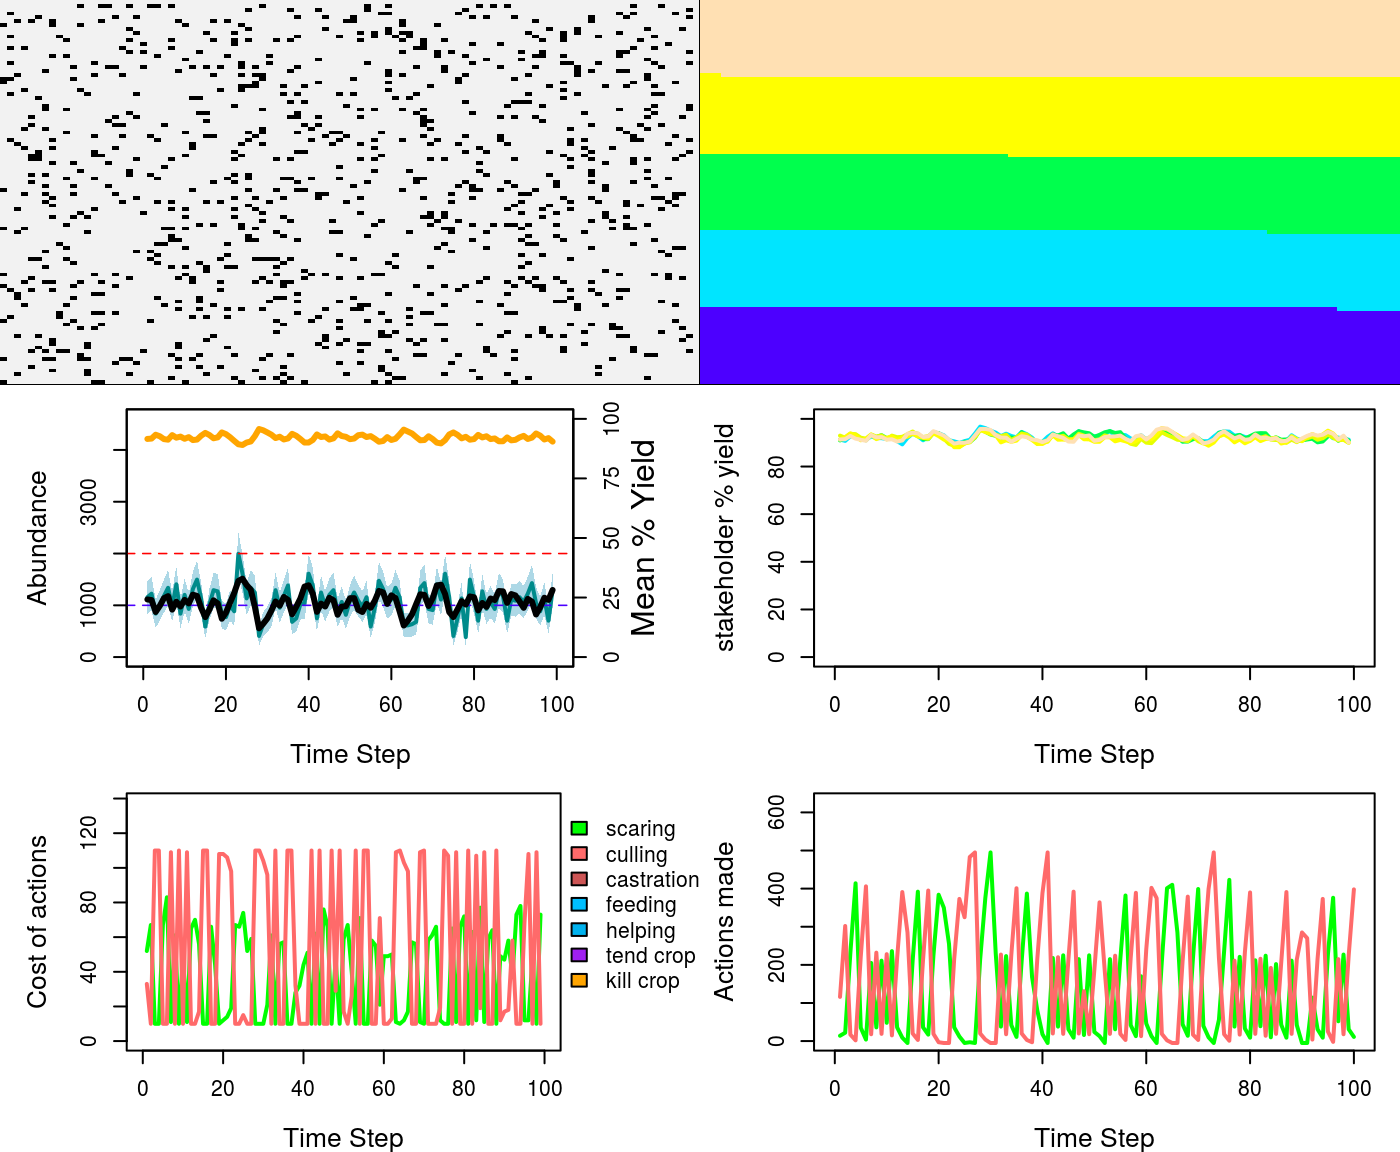 Abundance
0
1000
3000
0
20
40
60
80
100
Time Step
0
25
50
75
100
Mean % Yield
stakeholder % yield
0
20
40
60
80
0
20
40
60
80
100
Time Step
Cost of actions
0
40
80
120
0
20
40
60
80
100
Time Step
scaring
culling
castration
feeding
helping
tend crop
kill crop
Actions made
0
200
400
600
0
20
40
60
80
100
Time Step